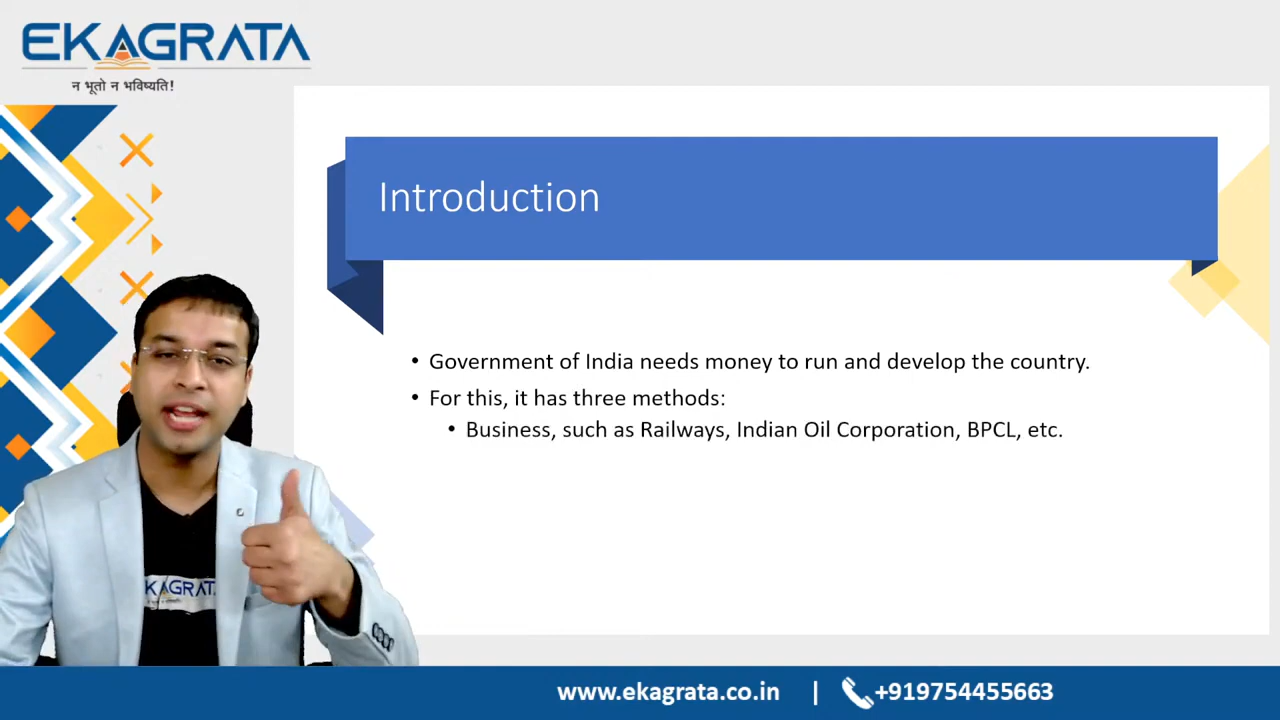 EKAGRATA
न भूतो न भविष्यति!
Introduction
• Government of India needs money to run and develop the country.
• For this, it has three methods:
• Business, such as Railways, Indian Oil Corporation, BPCL, etc.
KAGRATA
www.ekagrata.co.in | +919754455663